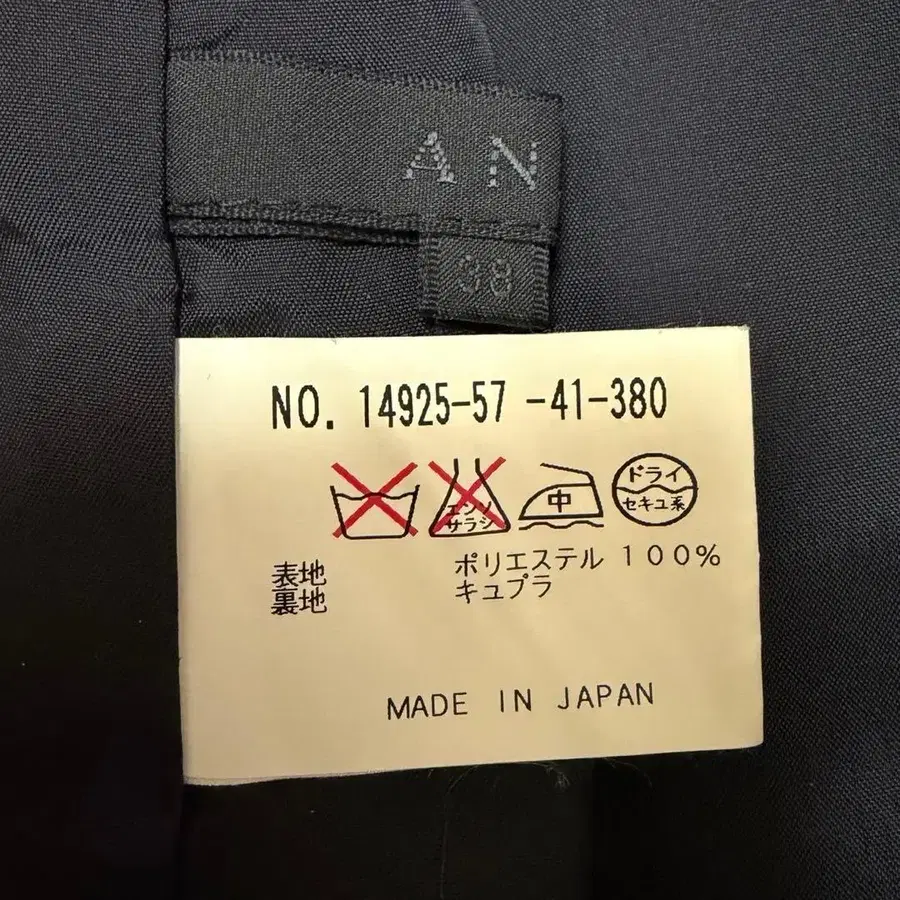 AN
38
NO. 14925-57 -41-380
エンソ
サラシ
中
ドライ
セキユ系
表地 ポリエステル 100%
裏地 キュプラ
MADE IN JAPAN